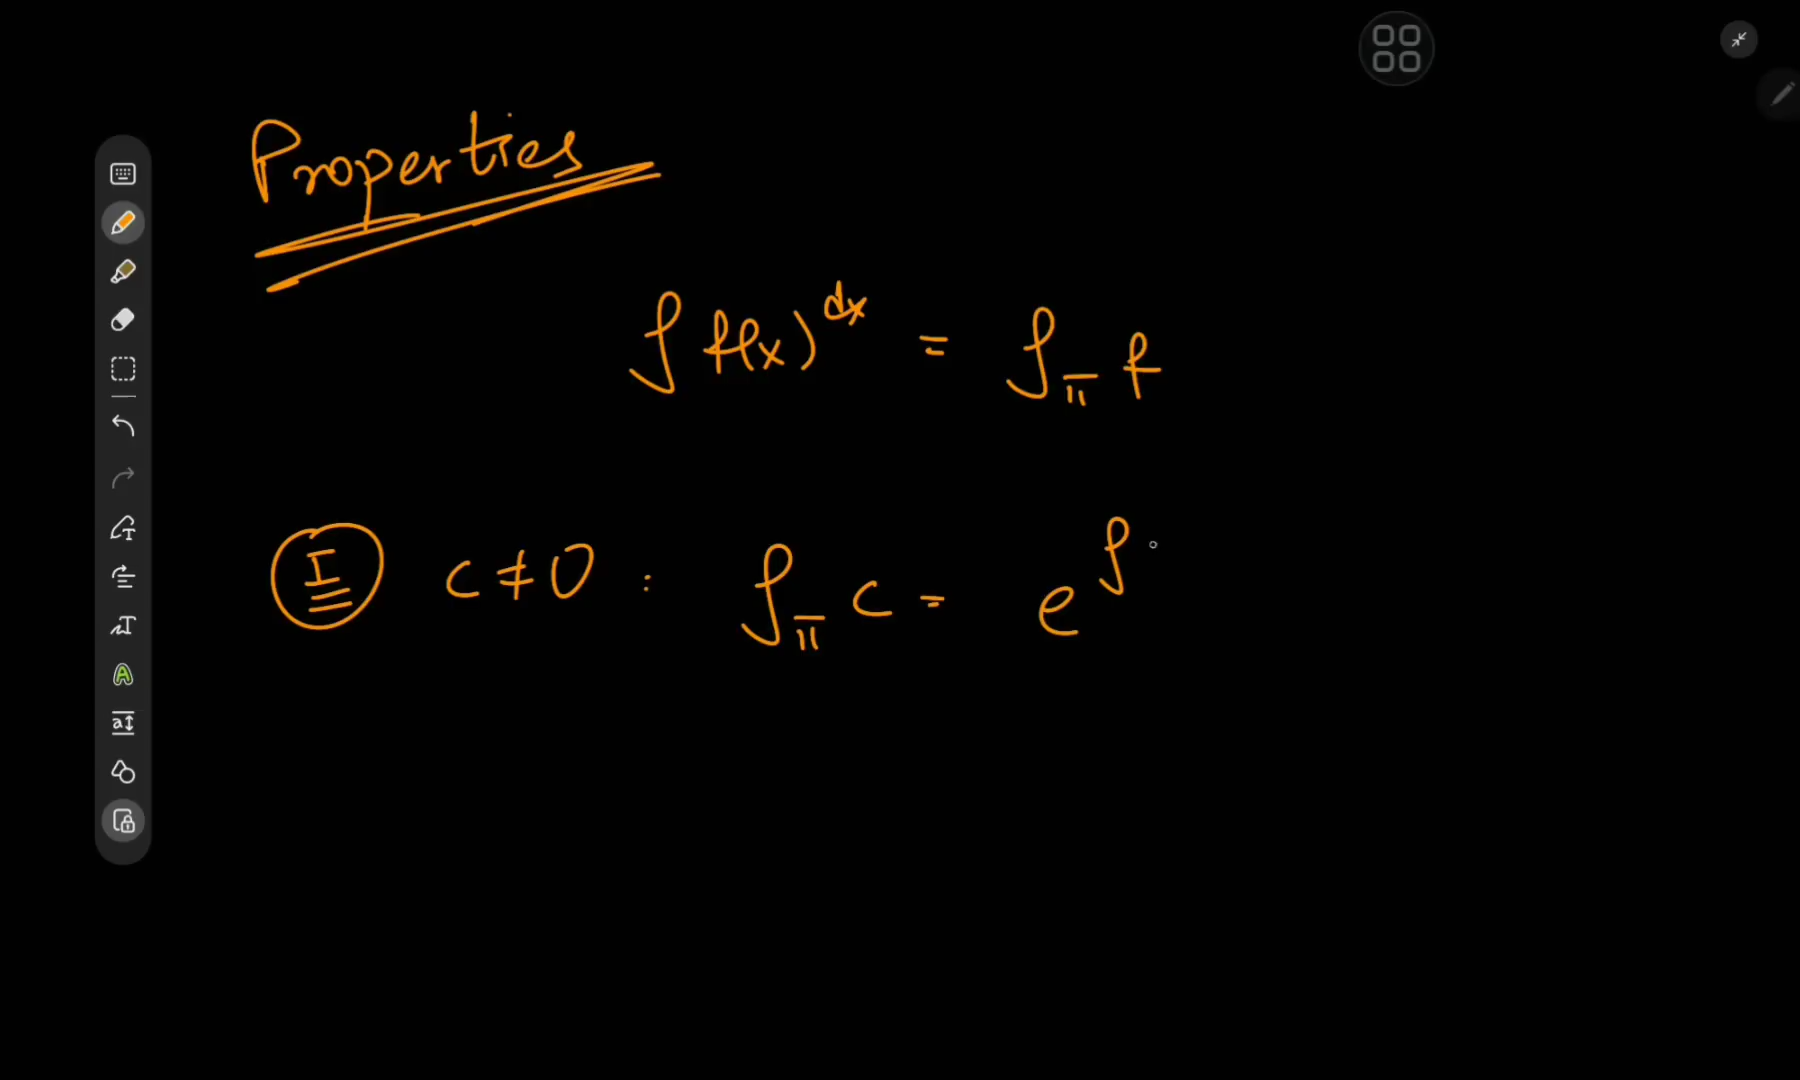 Properties
∫ f(x)^dx = ∫_π f
I c ≠ 0 : ∫_π c = e^∫